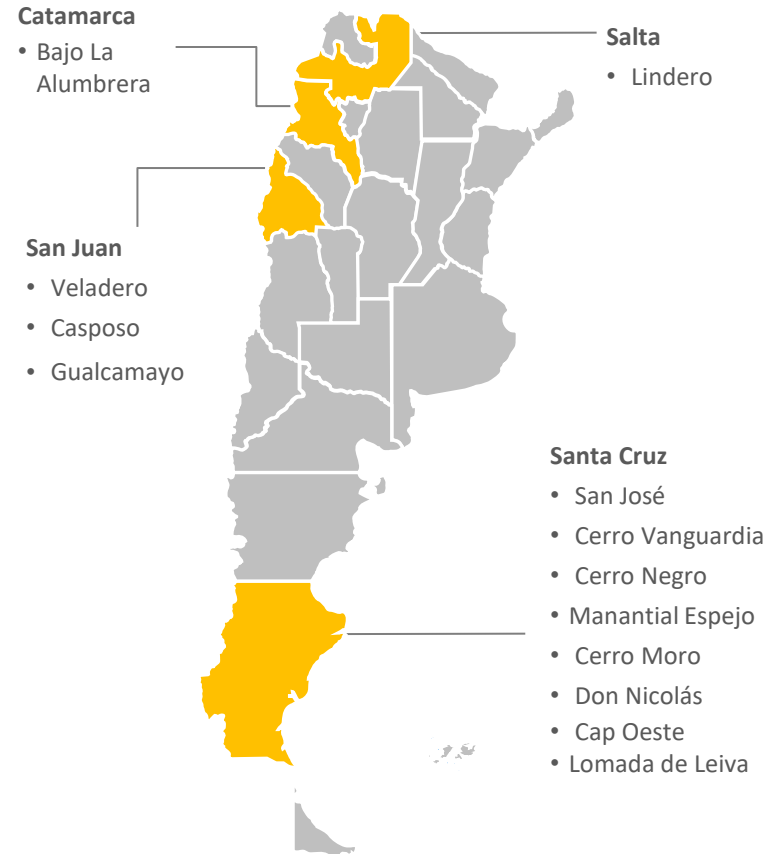 Catamarca
• Bajo La
Alumbrera
Salta
• Lindero
San Juan
• Veladero
• Casposo
• Gualcamayo
Santa Cruz
• San José
• Cerro Vanguardia
• Cerro Negro
• Manantial Espejo
• Cerro Moro
• Don Nicolás
• Cap Oeste
• Lomada de Leiva